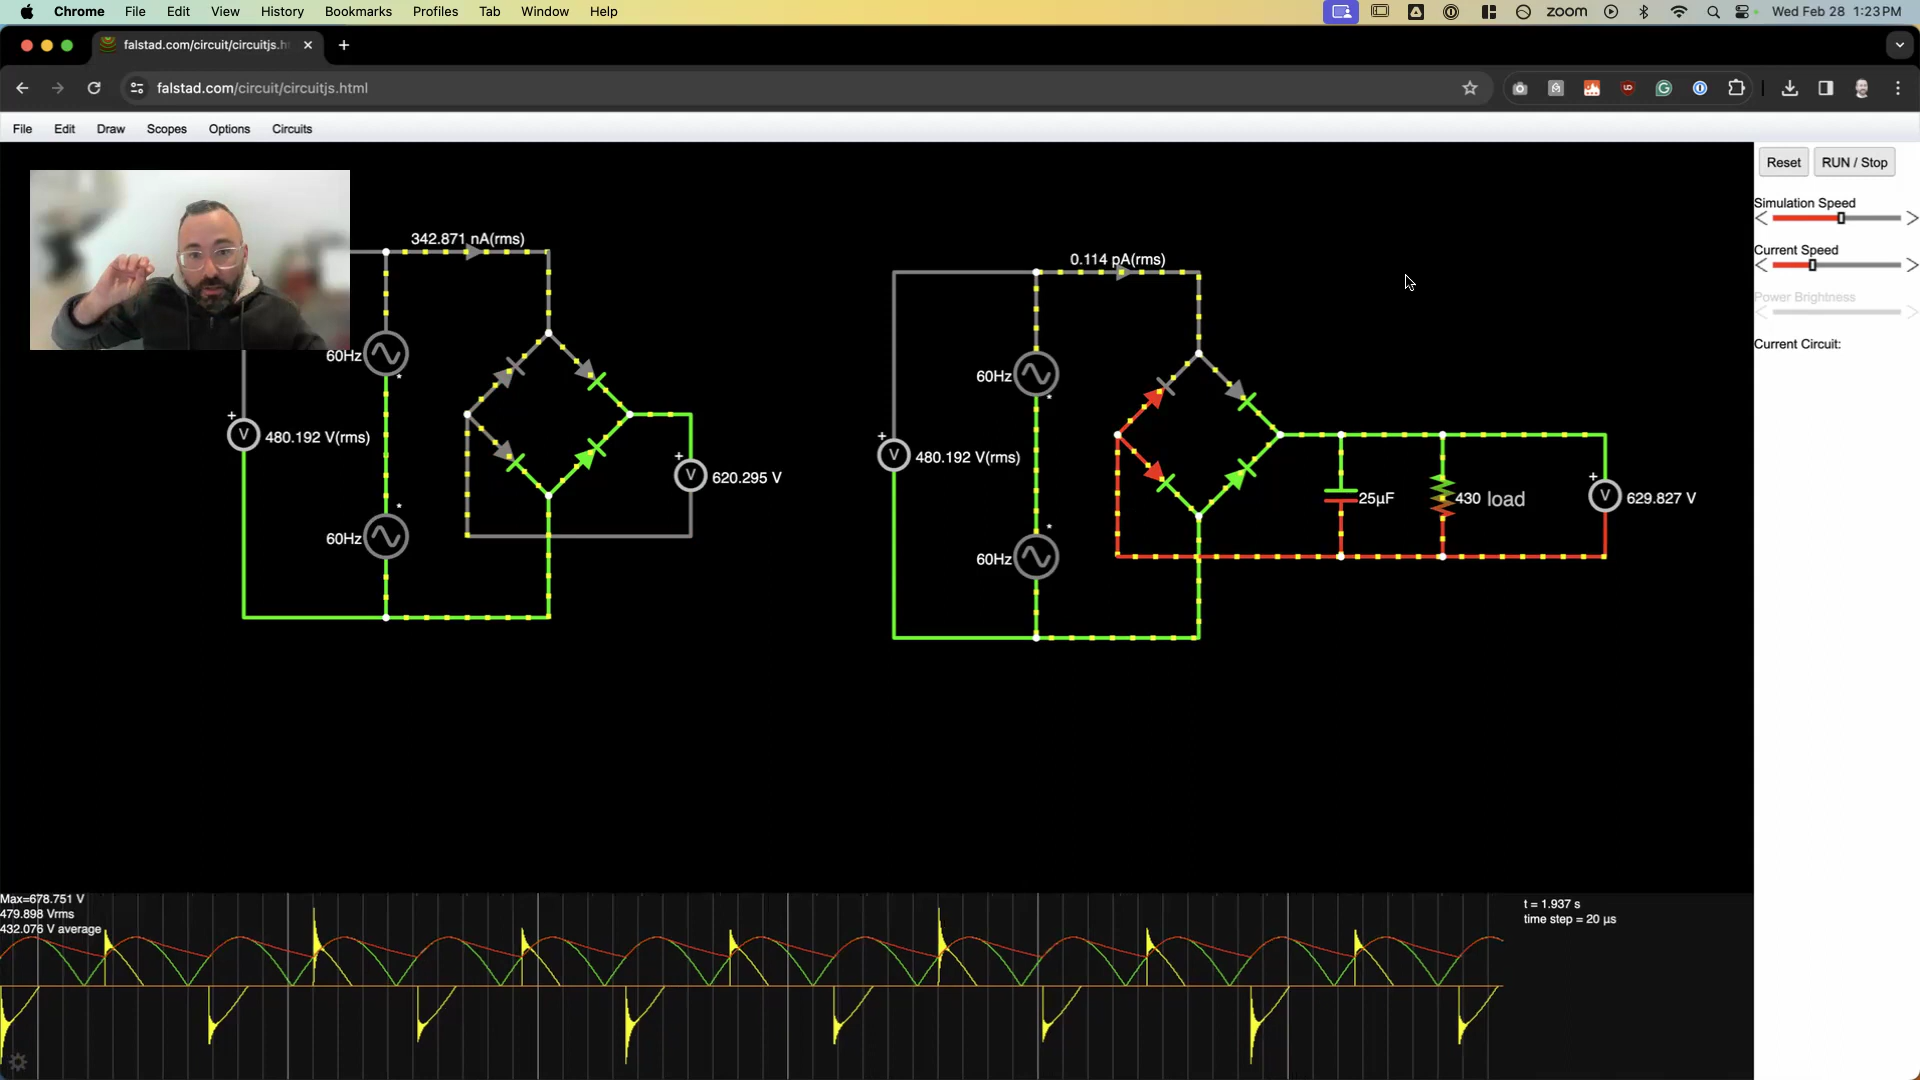 Chrome File Edit View History Bookmarks Profiles Tab Window Help zoom Wed Feb 28 1:23 PM
falstad.com/circuit/circuitjs.h
falstad.com/circuit/circuitjs.html
File Edit Draw Scopes Options Circuits
Reset RUN / Stop
Simulation Speed
Current Speed
Power Brightness
Current Circuit:
342.871 nA(rms)
60Hz
+
V 480.192 V(rms)
*
60Hz
+
V 620.295 V
0.114 pA(rms)
60Hz
*
+
V 480.192 V(rms)
*
60Hz
25µF
430 load
+
V 629.827 V
Max=678.751 V
479.898 Vrms
432.076 V average
t = 1.937 s
time step = 20 µs